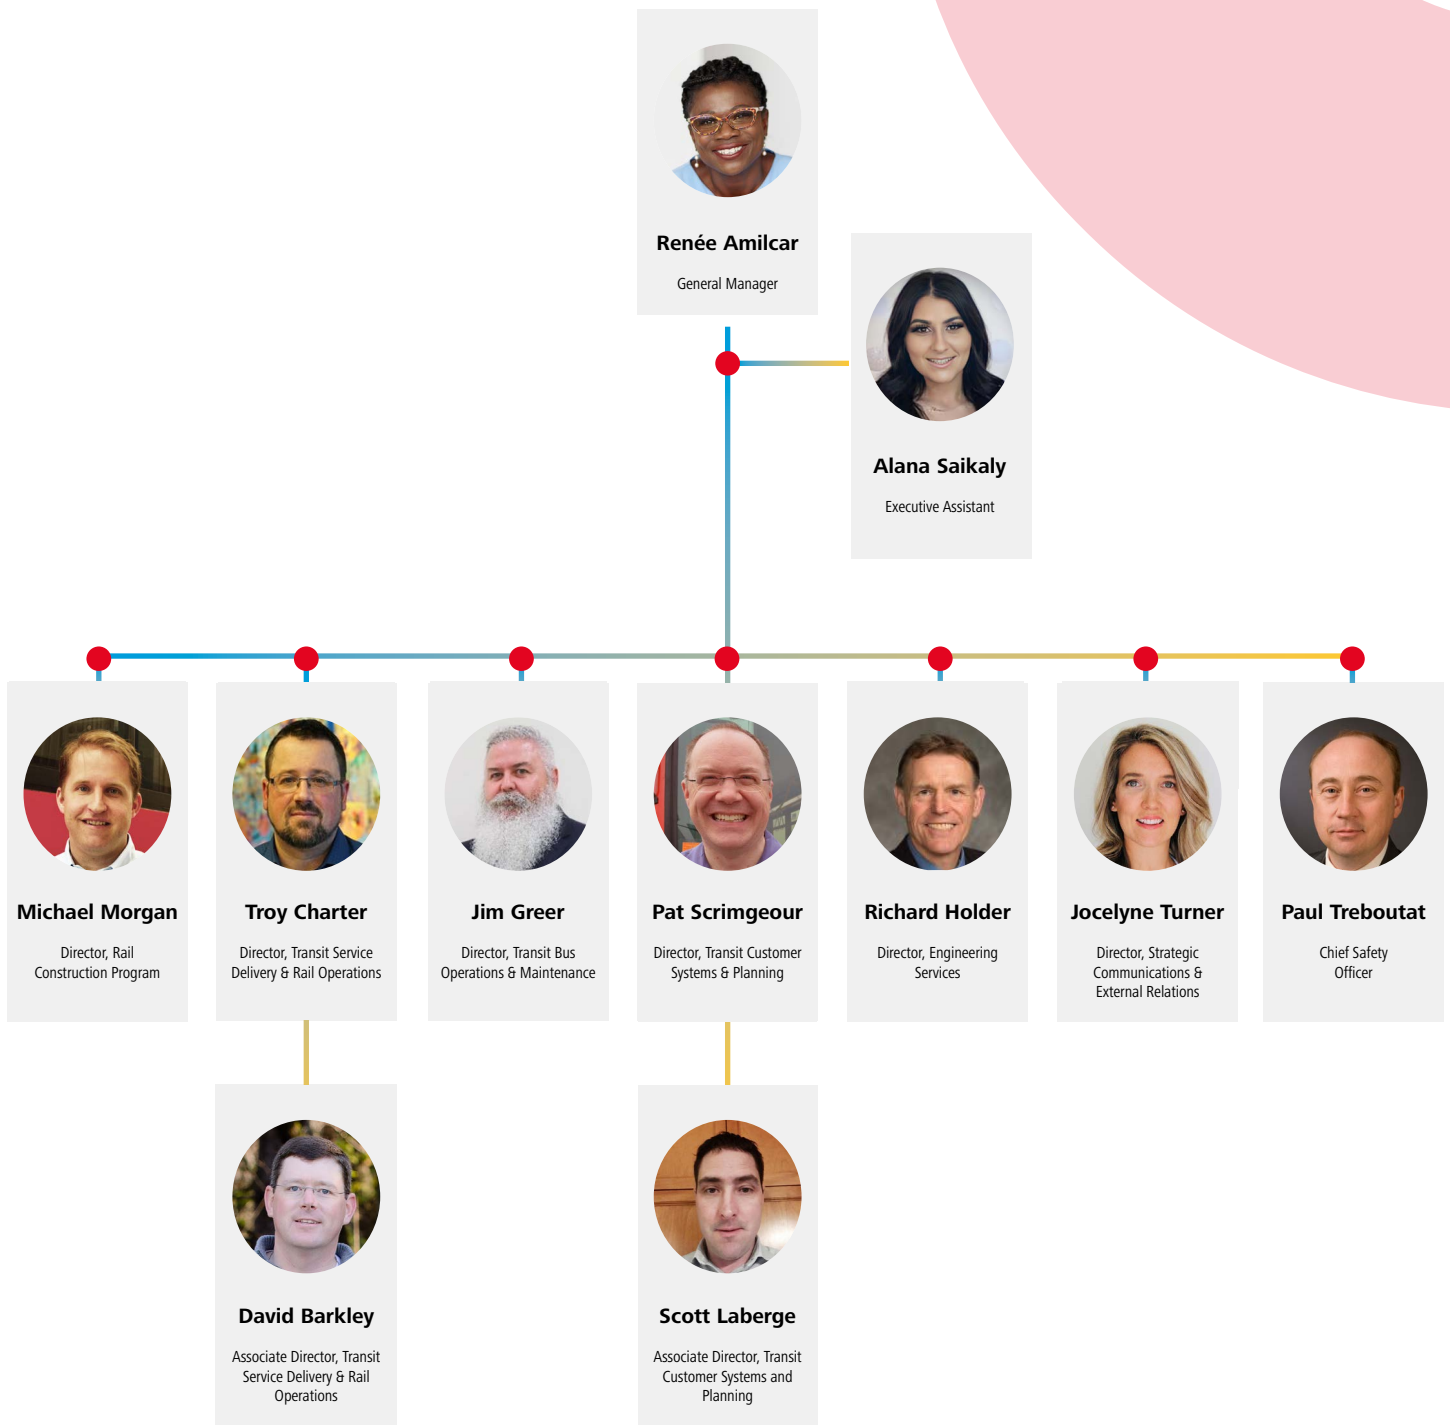 Renée Amilcar
General Manager
Alana Saikaly
Executive Assistant
Michael Morgan
Director, Rail
Construction Program
Troy Charter
Director, Transit Service
Delivery & Rail Operations
Jim Greer
Director, Transit Bus
Operations & Maintenance
Pat Scrimgeour
Director, Transit Customer
Systems & Planning
Richard Holder
Director, Engineering
Services
Jocelyne Turner
Director, Strategic
Communications &
External Relations
Paul Treboutat
Chief Safety
Officer
David Barkley
Associate Director, Transit
Service Delivery & Rail
Operations
Scott Laberge
Associate Director, Transit
Customer Systems and
Planning